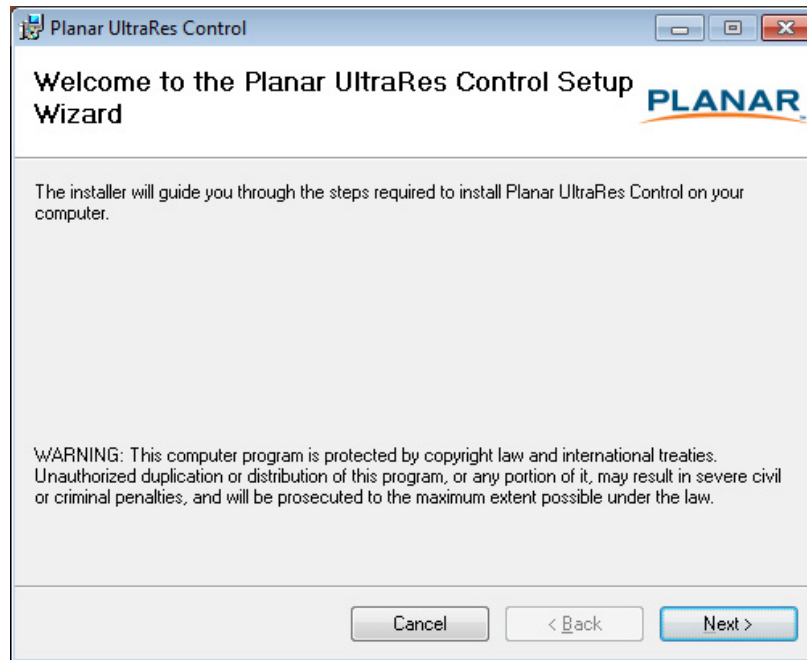 Planar UltraRes Control
Welcome to the Planar UltraRes Control Setup
Wizard
PLANAR
The installer will guide you through the steps required to install Planar UltraRes Control on your
computer.
WARNING: This computer program is protected by copyright law and international treaties.
Unauthorized duplication or distribution of this program, or any portion of it, may result in severe civil
or criminal penalties, and will be prosecuted to the maximum extent possible under the law.
Cancel
< Back
Next >